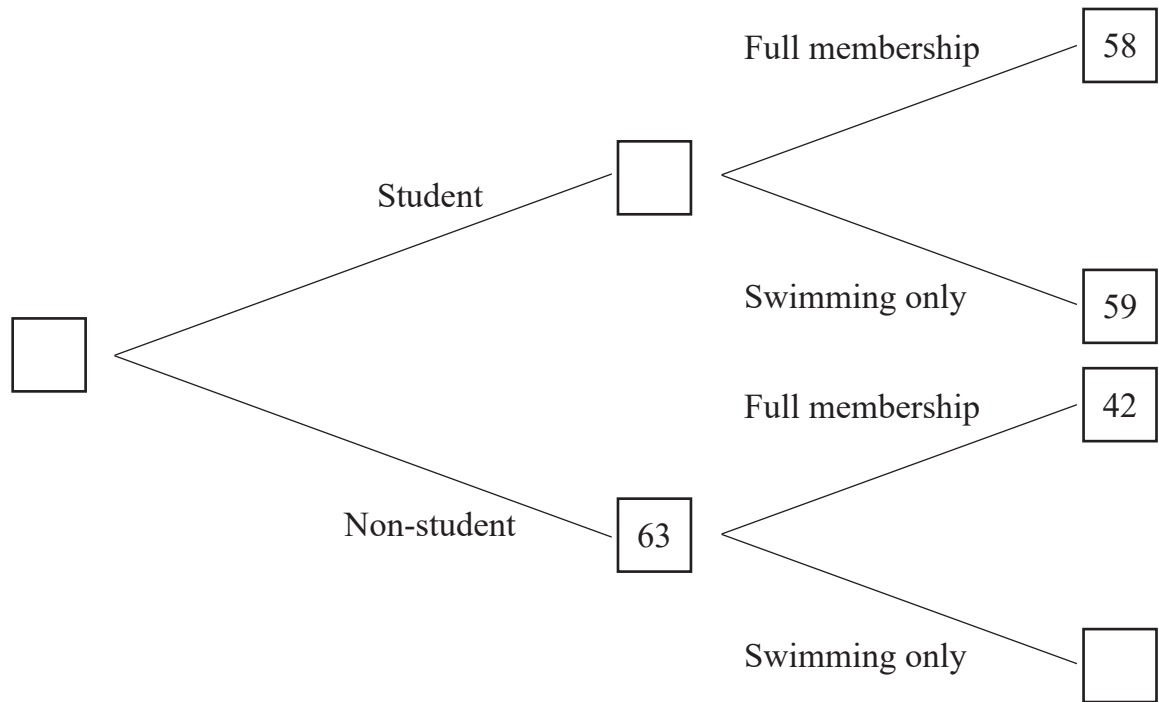 Full membership
58
Student
Swimming only
59
Full membership
42
Non-student
63
Swimming only